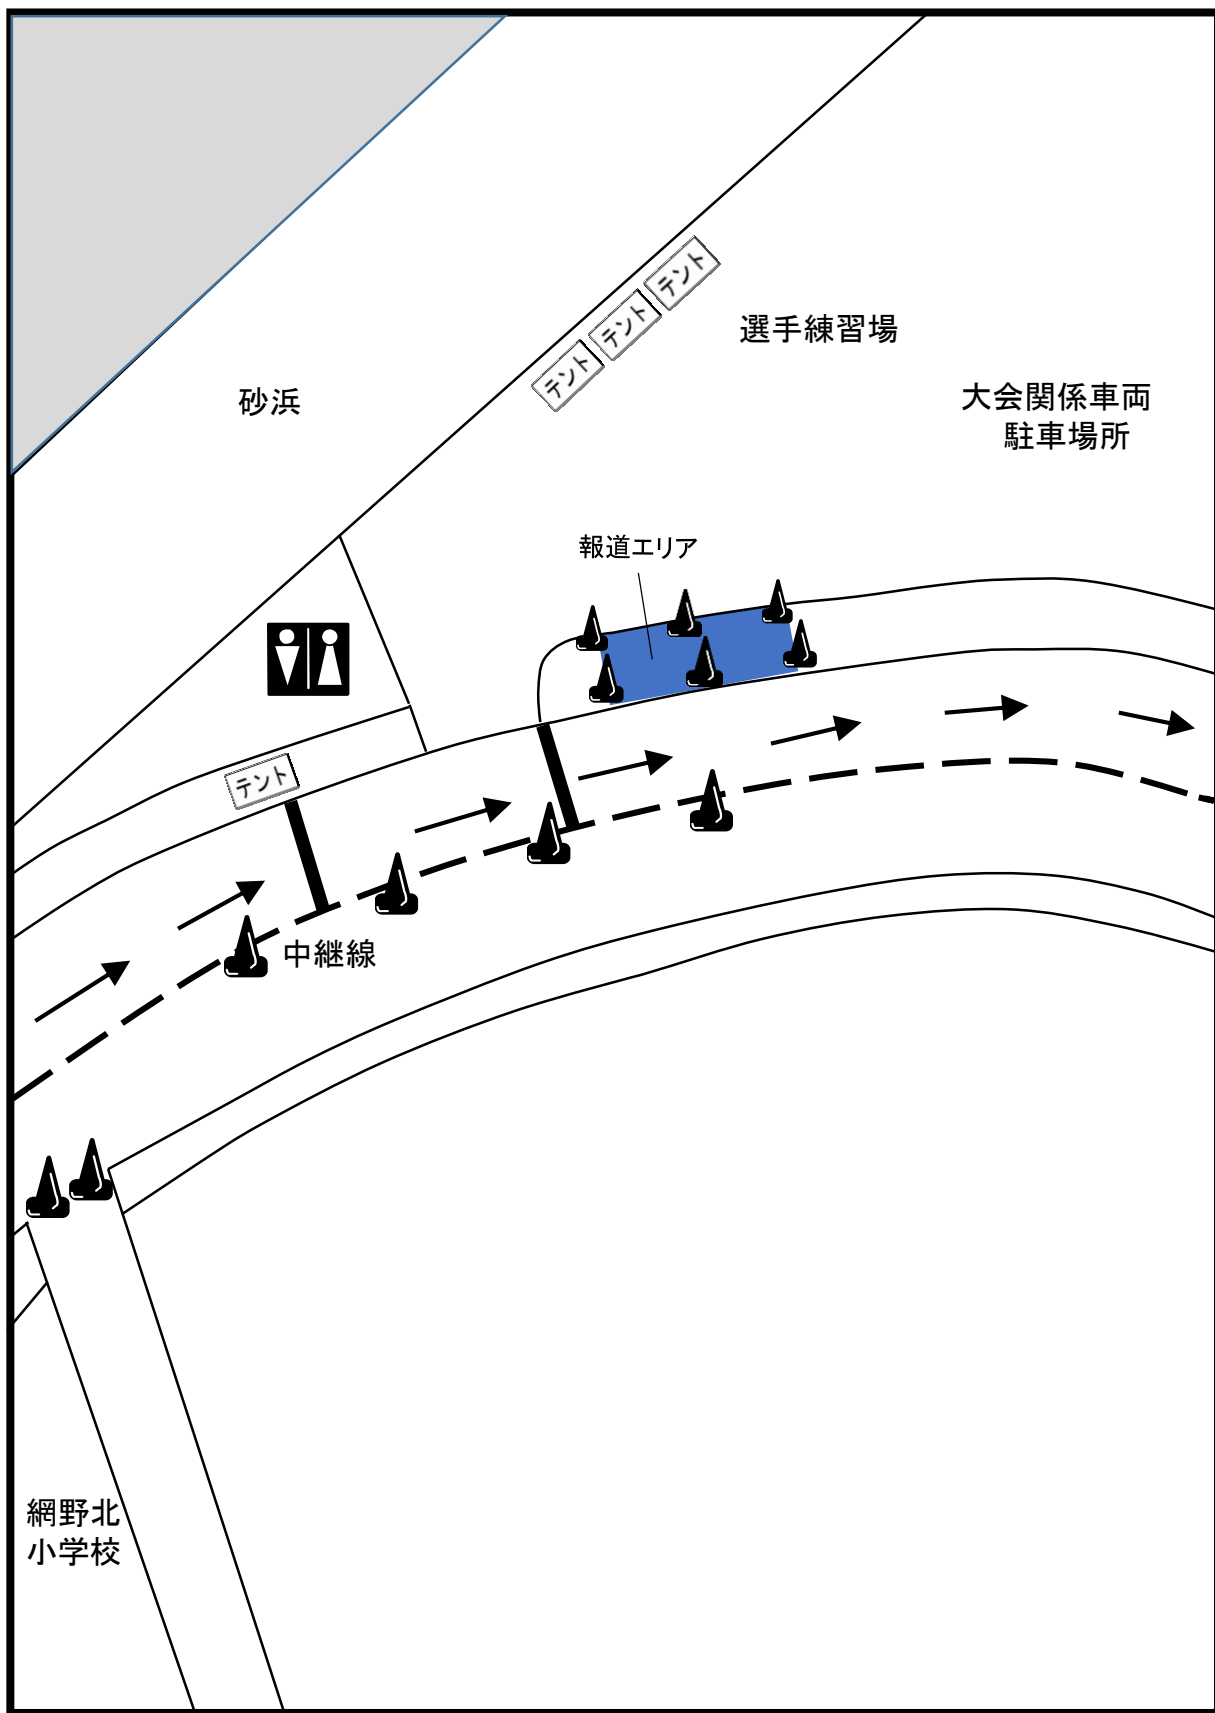 テント
テント
テント
選手練習場
大会関係車両
駐車場所
砂浜
報道エリア
テント
中継線
網野北
小学校